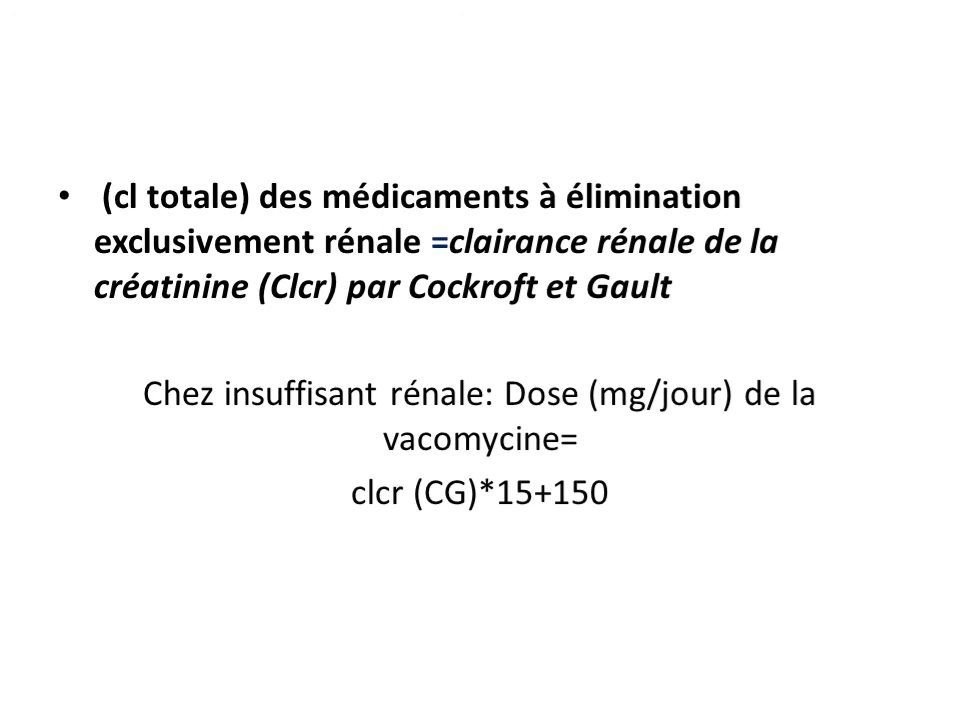 • (cl totale) des médicaments à élimination
exclusivement rénale =clairance rénale de la
créatinine (Clcr) par Cockroft et Gault
Chez insuffisant rénale: Dose (mg/jour) de la
vacomycine=
clcr (CG)*15+150